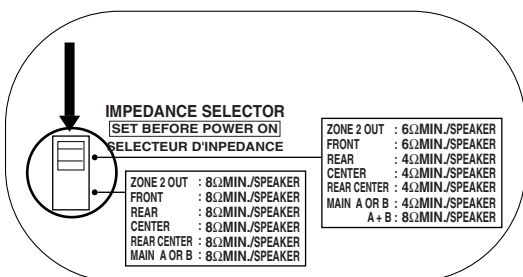 IMPEDANCE SELECTOR
SET BEFORE POWER ON
SELECTEUR D'INPEDANCE
ZONE 2 OUT : 6ΩMIN./SPEAKER
FRONT : 6ΩMIN./SPEAKER
REAR : 4ΩMIN./SPEAKER
CENTER : 4ΩMIN./SPEAKER
REAR CENTER : 4ΩMIN./SPEAKER
MAIN A OR B : 4ΩMIN./SPEAKER
A + B : 8ΩMIN./SPEAKER
ZONE 2 OUT : 8ΩMIN./SPEAKER
FRONT : 8ΩMIN./SPEAKER
REAR : 8ΩMIN./SPEAKER
CENTER : 8ΩMIN./SPEAKER
REAR CENTER : 8ΩMIN./SPEAKER
MAIN A OR B : 8ΩMIN./SPEAKER